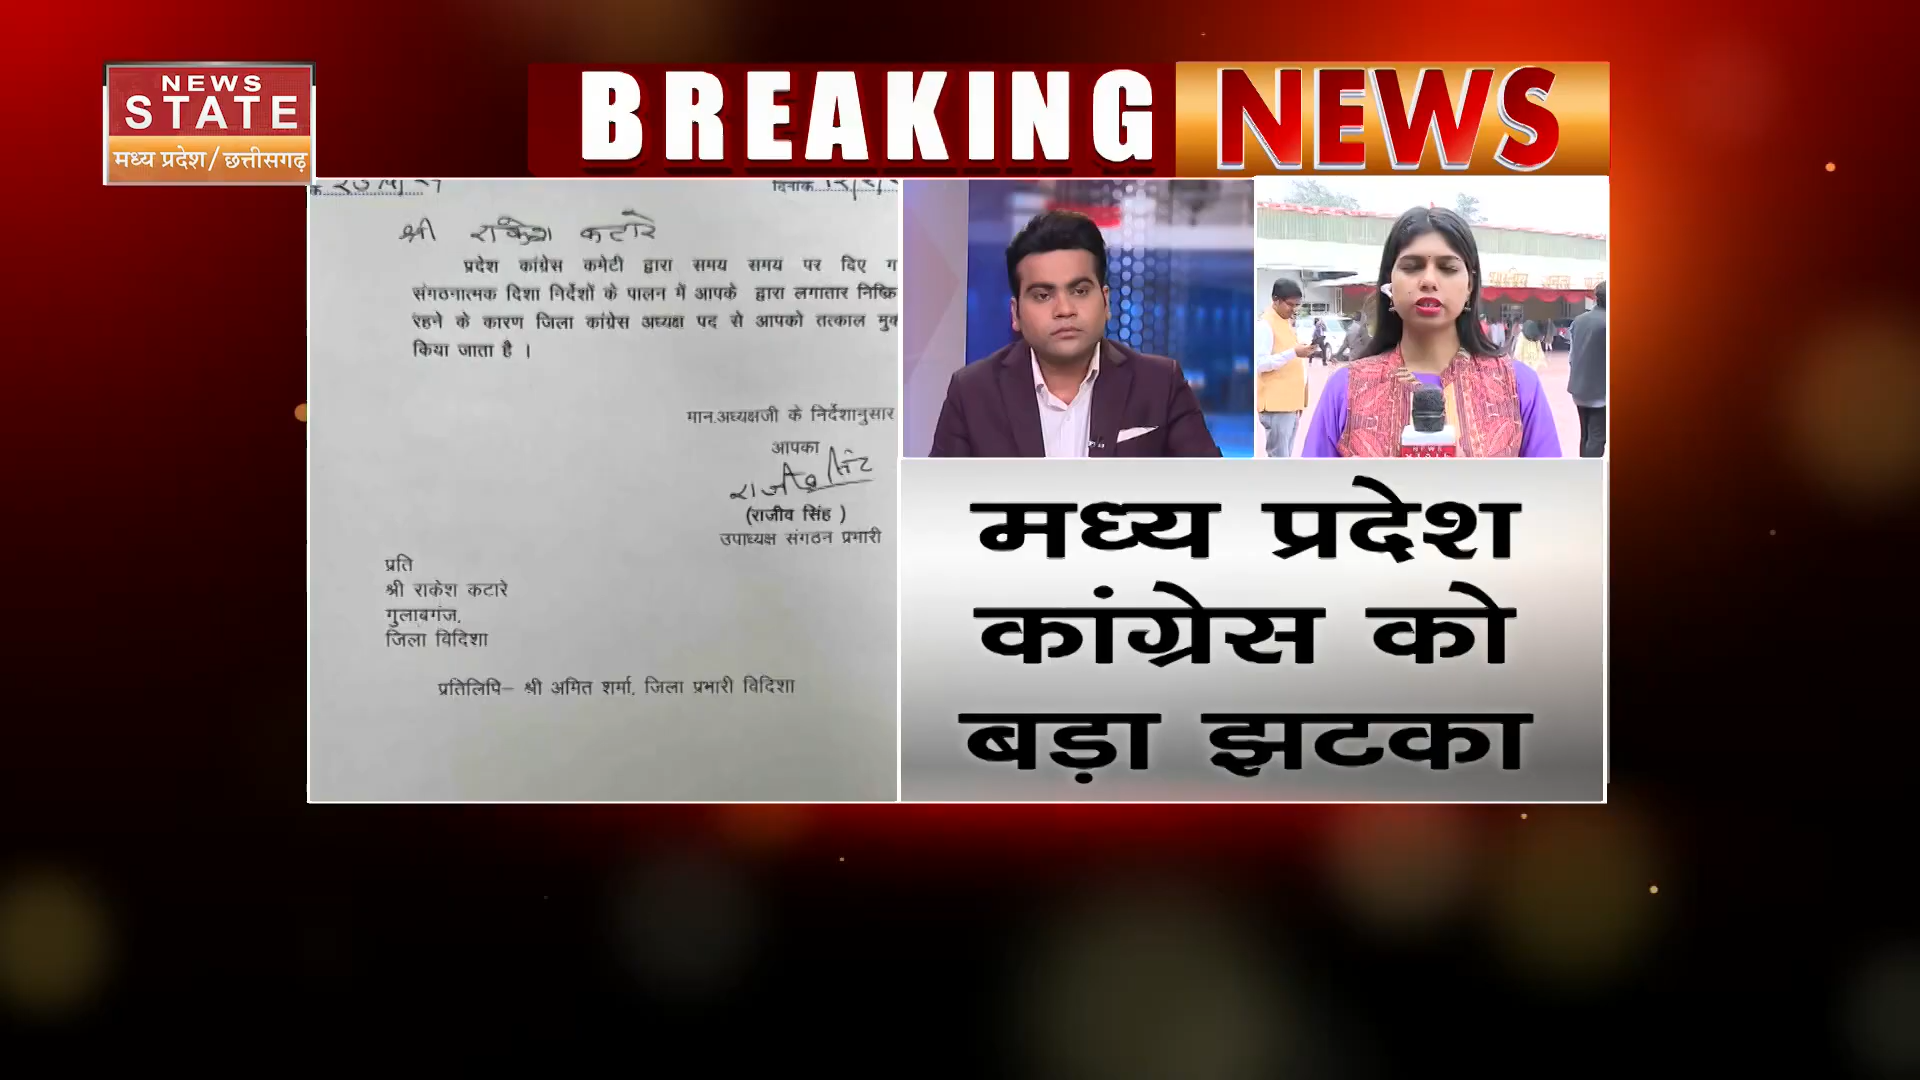 NEWS
STATE
मध्य प्रदेश/छत्तीसगढ़
BREAKING NEWS
दिनांक
श्री राकेश कटारे
प्रदेश कांग्रेस कमेटी द्वारा समय समय पर दिए ग
संगठनात्मक दिशा निर्देशों के पालन में आपके द्वारा लगातार निष्क्रि
रहने के कारण जिला कांग्रेस अध्यक्ष पद से आपको तत्काल मुक
किया जाता है ।
मान.अध्यक्षजी के निर्देशानुसार
आपका
(राजीव सिंह )
उपाध्यक्ष संगठन प्रभारी
प्रति
श्री राकेश कटारे
गुलाबगंज,
जिला विदिशा
प्रतिलिपि– श्री अमित शर्मा, जिला प्रभारी विदिशा
NEWS
मध्य प्रदेश
कांग्रेस को
बड़ा झटका